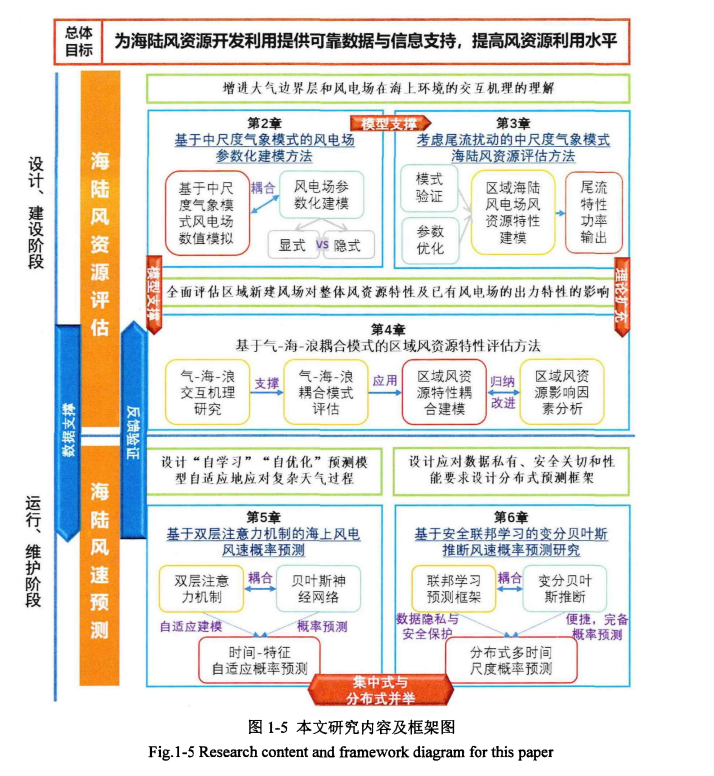 总体
目标
为海陆风资源开发利用提供可靠数据与信息支持，提高风资源利用水平
设计、建设阶段
海陆风资源评估
增进大气边界层和风电场在海上环境的交互机理的理解
第2章
基于中尺度气象模式的风电场
参数化建模方法
基于中尺
度气象模
式风电场
数值模拟
耦合
风电场参
数化建模
显式
VS
隐式
模型支撑
第3章
考虑尾流扰动的中尺度气象模式
海陆风资源评估方法
模式
验证
参数
优化
区域海陆
风电场风
资源特性
建模
尾流
特性
功率
输出
模型支撑
全面评估区域新建风场对整体风资源特性及已有风电场的出力特性的影响
理论扩充
第4章
基于气-海-浪耦合模式的区域风资源特性评估方法
气-海-浪
交互机理
研究
支撑
气-海-浪
耦合模式
评估
应用
区域风资
源特性耦
合建模
归纳
改进
区域风资
源影响因
素分析
数据支撑
反馈验证
运行、维护阶段
海陆风速预测
设计“自学习”“自优化”预测模
型自适应地应对复杂天气过程
设计应对数据私有、安全关切和性
能要求设计分布式预测框架
第5章
基于双层注意力机制的海上风电
风速概率预测
双层注意
力机制
耦合
贝叶斯神
经网络
自适应建模
概率预测
时间-特征
自适应概率预测
第6章
基于安全联邦学习的变分贝叶斯
推断风速概率预测研究
联邦学习
预测框架
耦合
变分贝叶
斯推断
数据隐私与
安全保护
便捷，完备
概率预测
分布式多时间
尺度概率预测
集中式与
分布式并举
图 1-5 本文研究内容及框架图
Fig.1-5 Research content and framework diagram for this paper